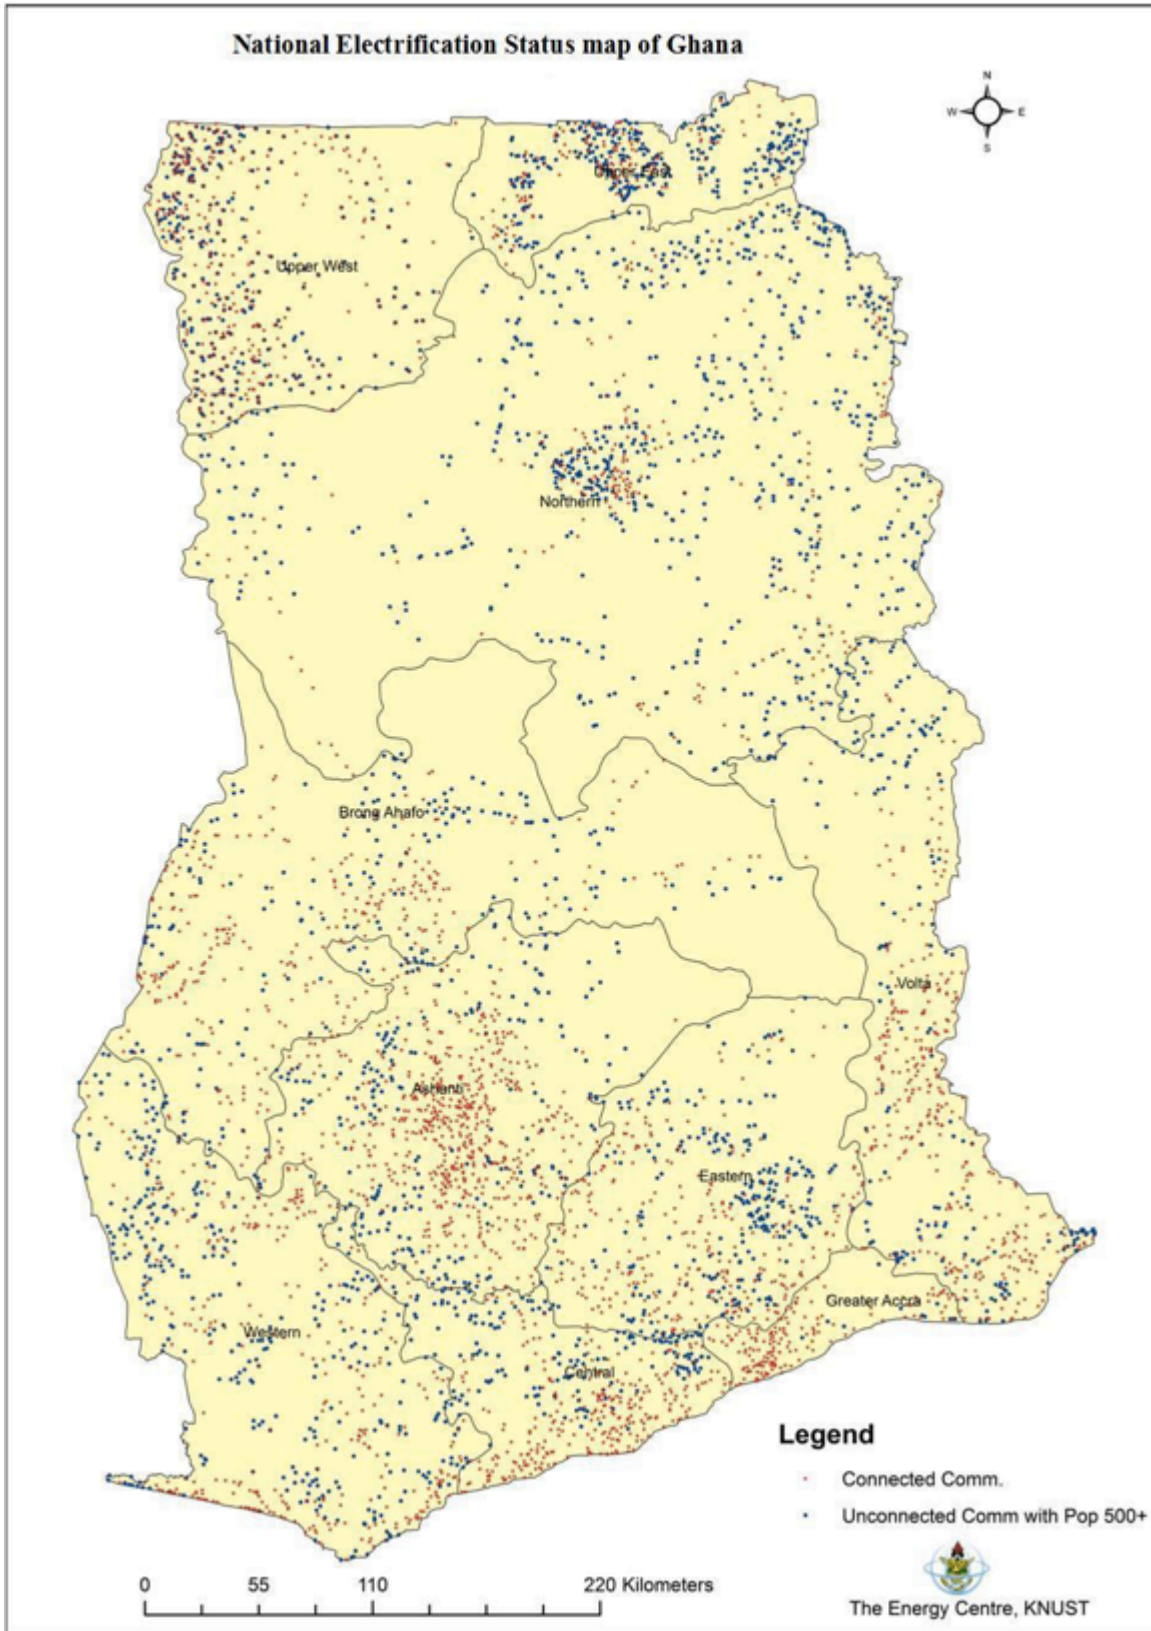 National Electrification Status map of Ghana
N
W
E
S
Upper East
Upper West
Northern
Brong Ahafo
Volta
Ashanti
Eastern
Greater Accra
Western
Central
Legend
Connected Comm.
Unconnected Comm with Pop 500+
0 55 110 220 Kilometers
The Energy Centre, KNUST